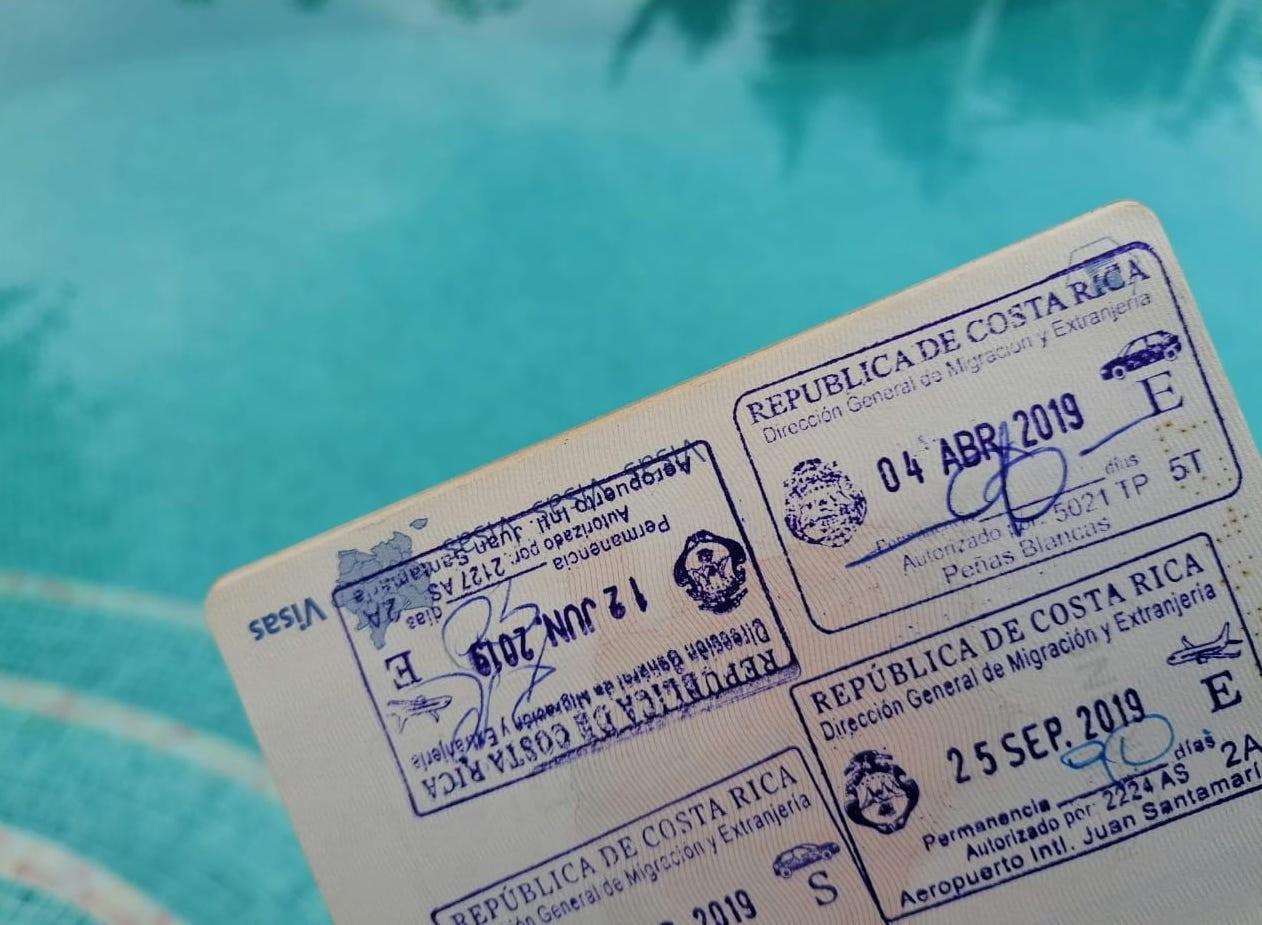 REPUBLICA DE COSTA RICA
Dirección General de Migración y Extranjería
04 ABR 2019
E
días
Autorizado por: 5021 TP 5T
Peñas Blancas
Visas
REPÚBLICA DE COSTA RICA
Dirección General de Migración y Extranjería
12 JUN. 2019
E
Permanencia días
Autorizado por: 2127 AS 2A
Aeropuerto Intl. Juan Santamaría
REPÚBLICA DE COSTA RICA
Dirección General de Migración y Extranjería
25 SEP. 2019
E
Permanencia 90 días
Autorizado por: 2224 AS 2A
Aeropuerto Intl. Juan Santamarí
REPÚBLICA DE COSTA RICA
General de Migración y Extranjería
2019
S